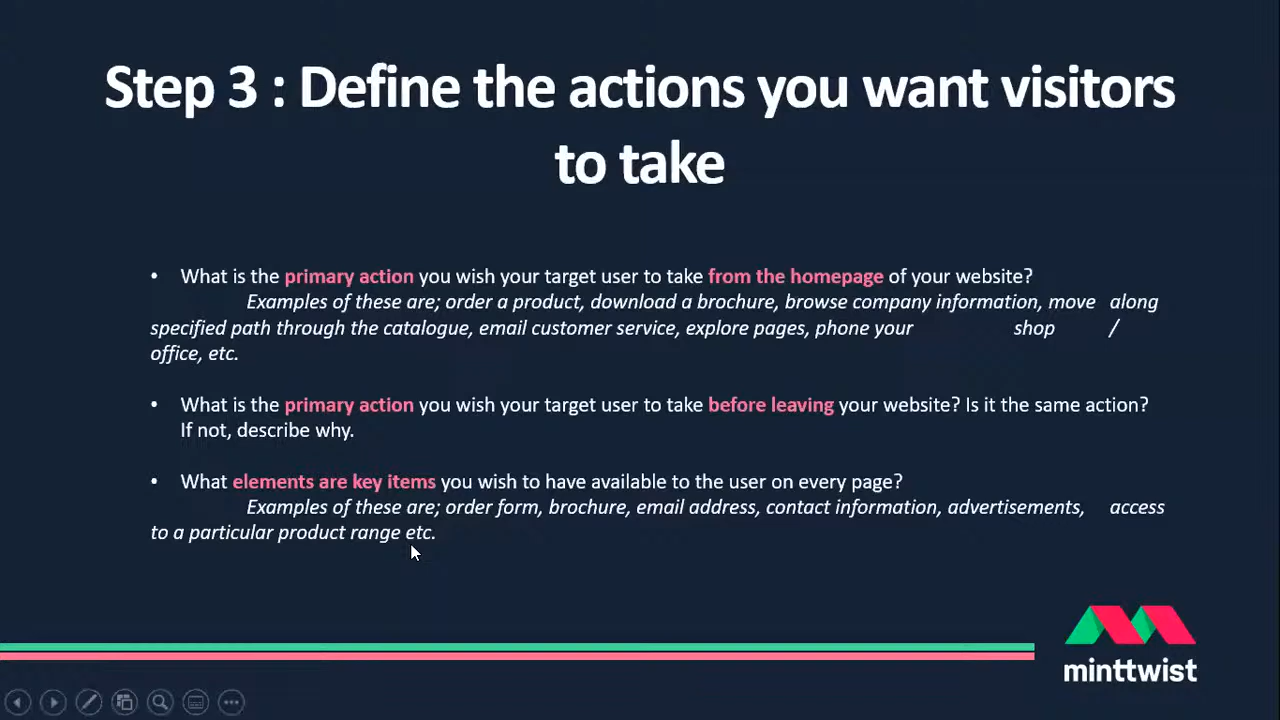 Step 3 : Define the actions you want visitors
to take
• What is the primary action you wish your target user to take from the homepage of your website?
Examples of these are; order a product, download a brochure, browse company information, move along
specified path through the catalogue, email customer service, explore pages, phone your shop /
office, etc.
• What is the primary action you wish your target user to take before leaving your website? Is it the same action?
If not, describe why.
• What elements are key items you wish to have available to the user on every page?
Examples of these are; order form, brochure, email address, contact information, advertisements, access
to a particular product range etc.
minttwist